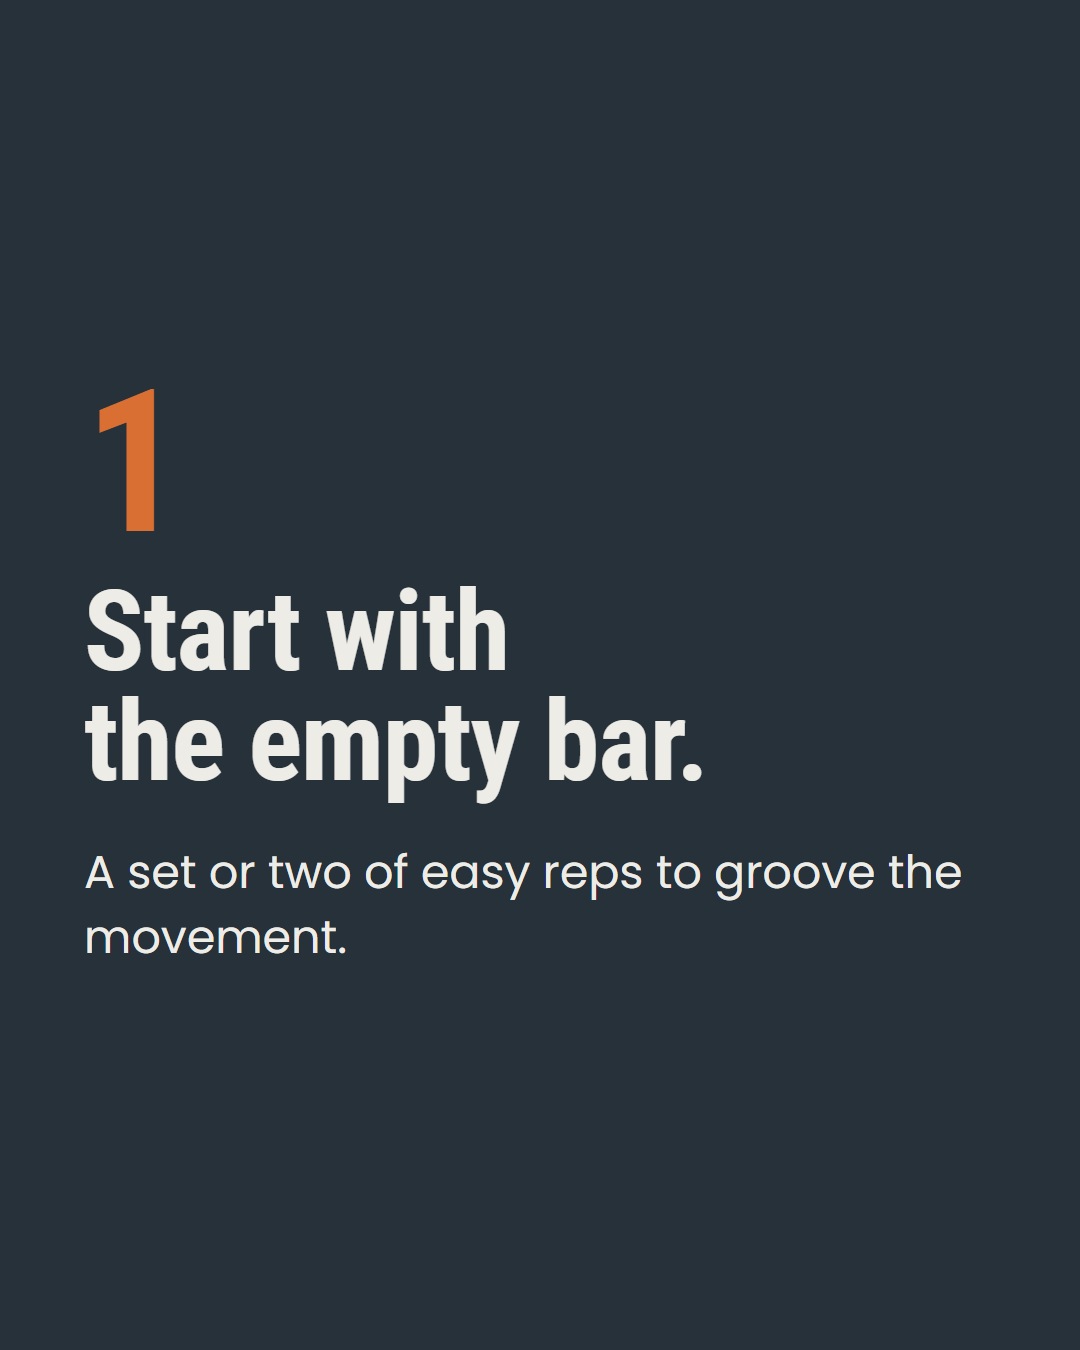 1
Start with
the empty bar.
A set or two of easy reps to groove the
movement.